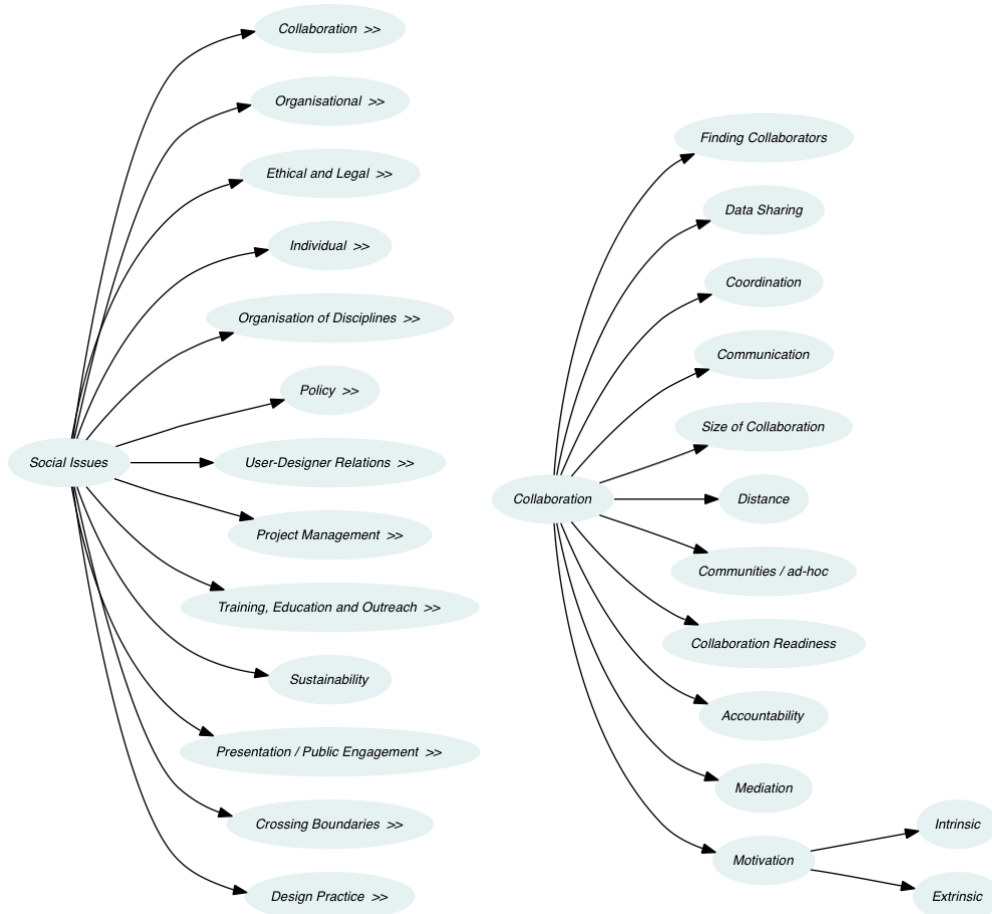 Social Issues
Collaboration >>
Organisational >>
Ethical and Legal >>
Individual >>
Organisation of Disciplines >>
Policy >>
User-Designer Relations >>
Project Management >>
Training, Education and Outreach >>
Sustainability
Presentation / Public Engagement >>
Crossing Boundaries >>
Design Practice >>
Collaboration
Finding Collaborators
Data Sharing
Coordination
Communication
Size of Collaboration
Distance
Communities / ad-hoc
Collaboration Readiness
Accountability
Mediation
Motivation
Intrinsic
Extrinsic